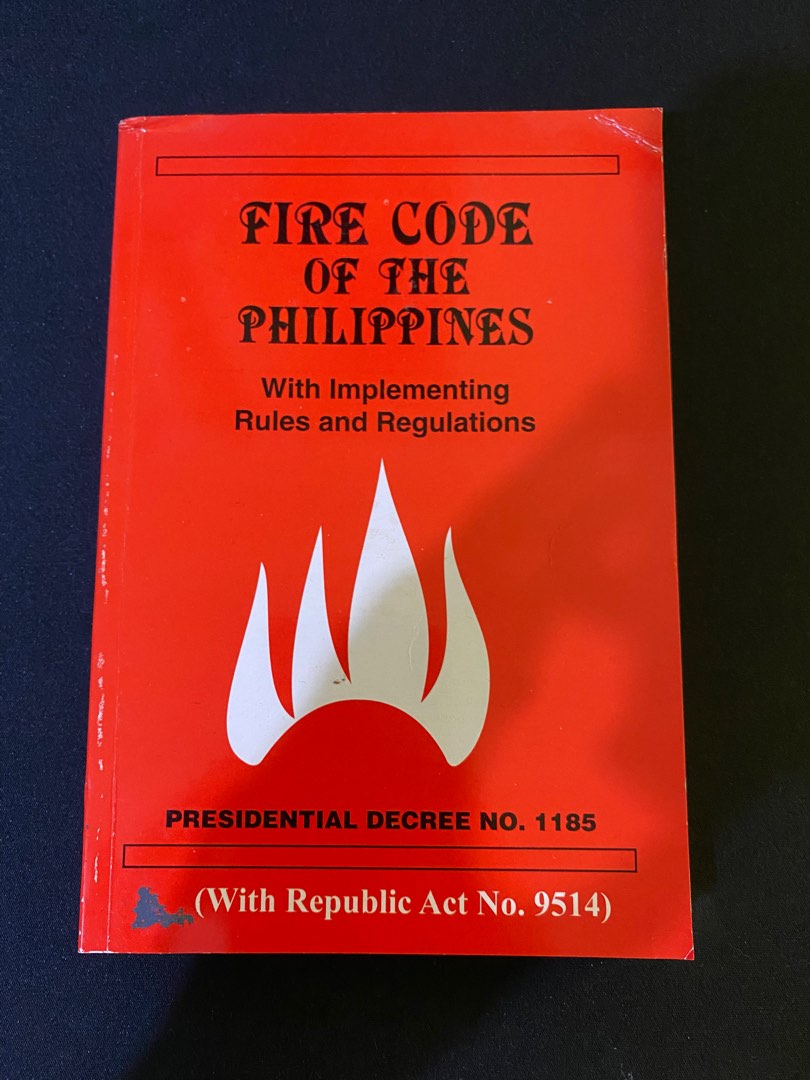 FIRE CODE
OF THE
PHILIPPINES
With Implementing
Rules and Regulations
PRESIDENTIAL DECREE NO. 1185
(With Republic Act No. 9514)